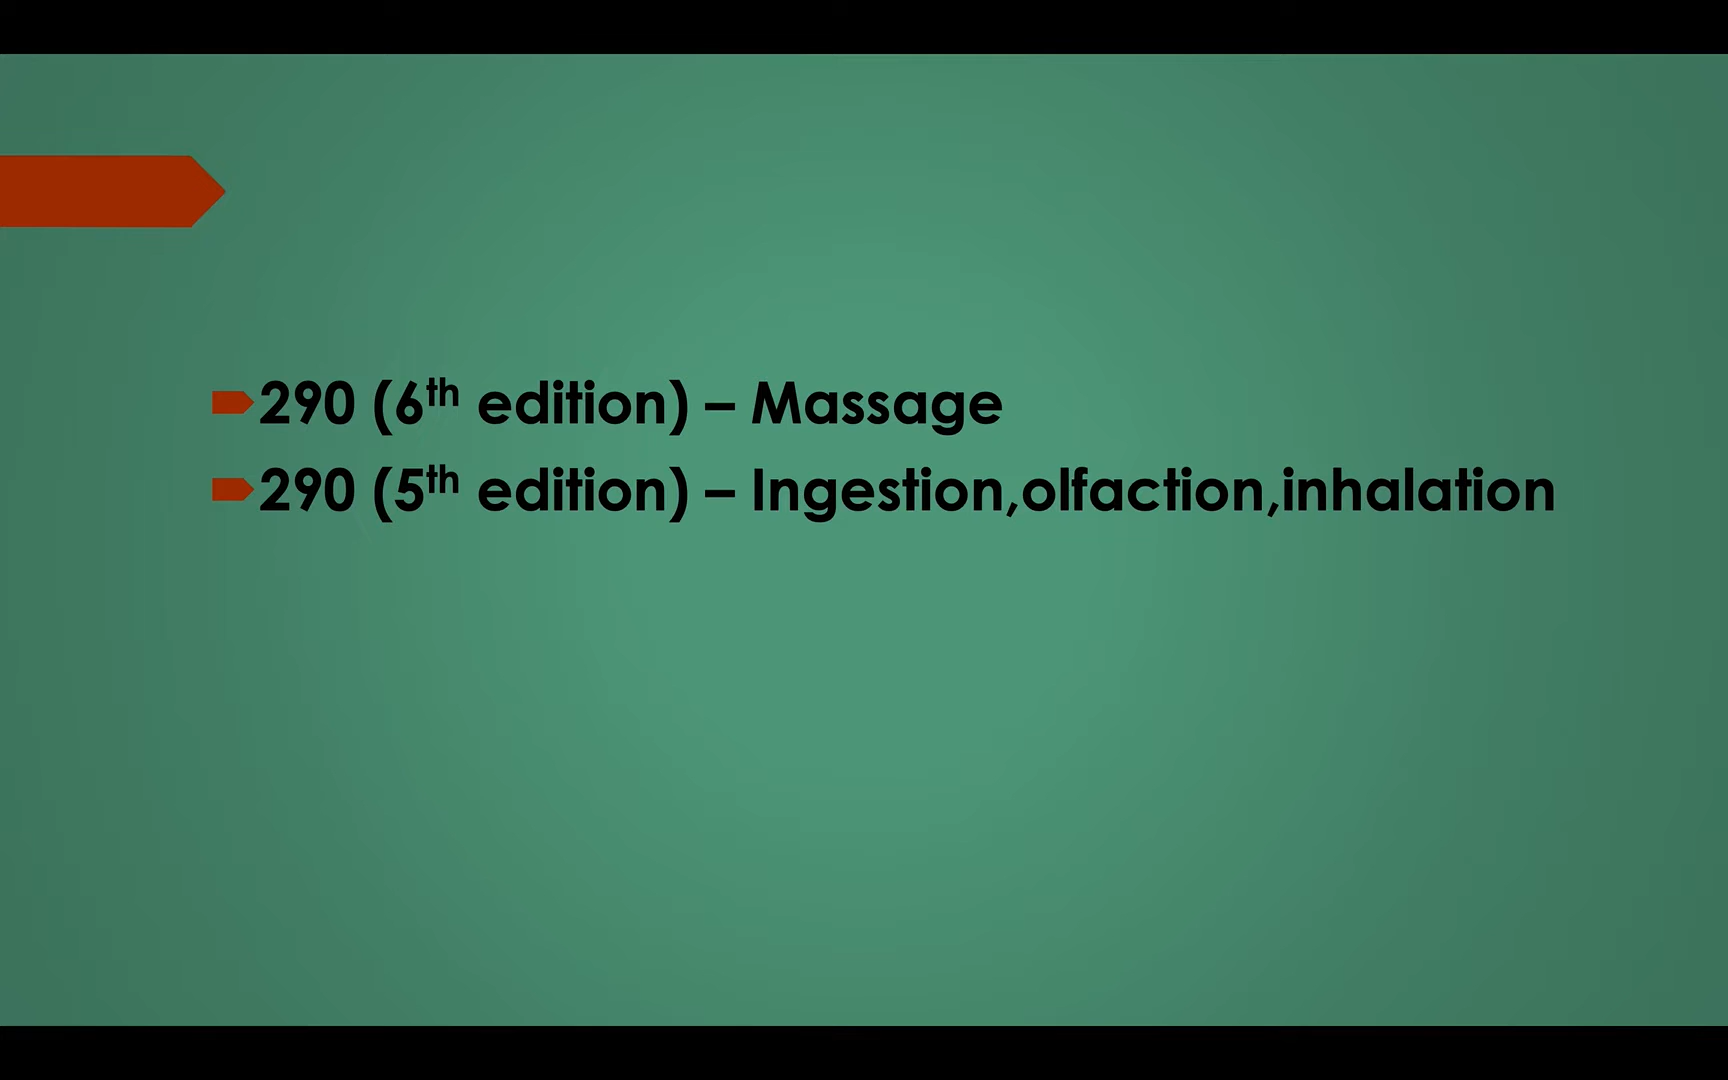 290 (6th edition) – Massage
290 (5th edition) – Ingestion,olfaction,inhalation